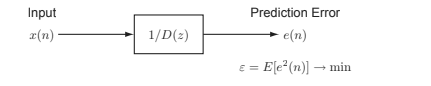 Input Prediction Error
x(n) 1/D(z) e(n)
ε = E[e²(n)] → min